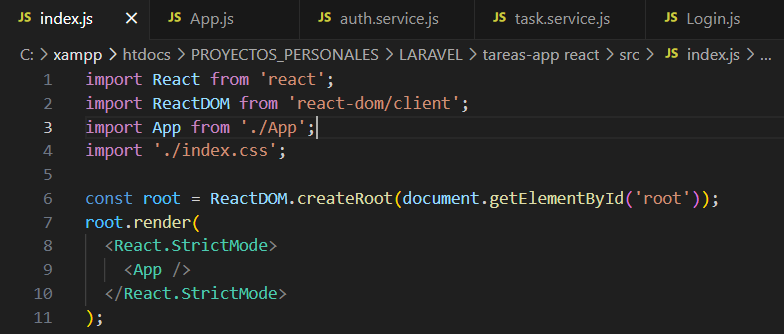 JS index.js × JS App.js JS auth.service.js JS task.service.js JS Login.js
C: > xampp > htdocs > PROYECTOS_PERSONALES > LARAVEL > tareas-app react > src > JS index.js > ...
1 import React from 'react';
2 import ReactDOM from 'react-dom/client';
3 import App from './App';
4 import './index.css';
5
6 const root = ReactDOM.createRoot(document.getElementById('root'));
7 root.render(
8 <React.StrictMode>
9 <App />
10 </React.StrictMode>
11 );